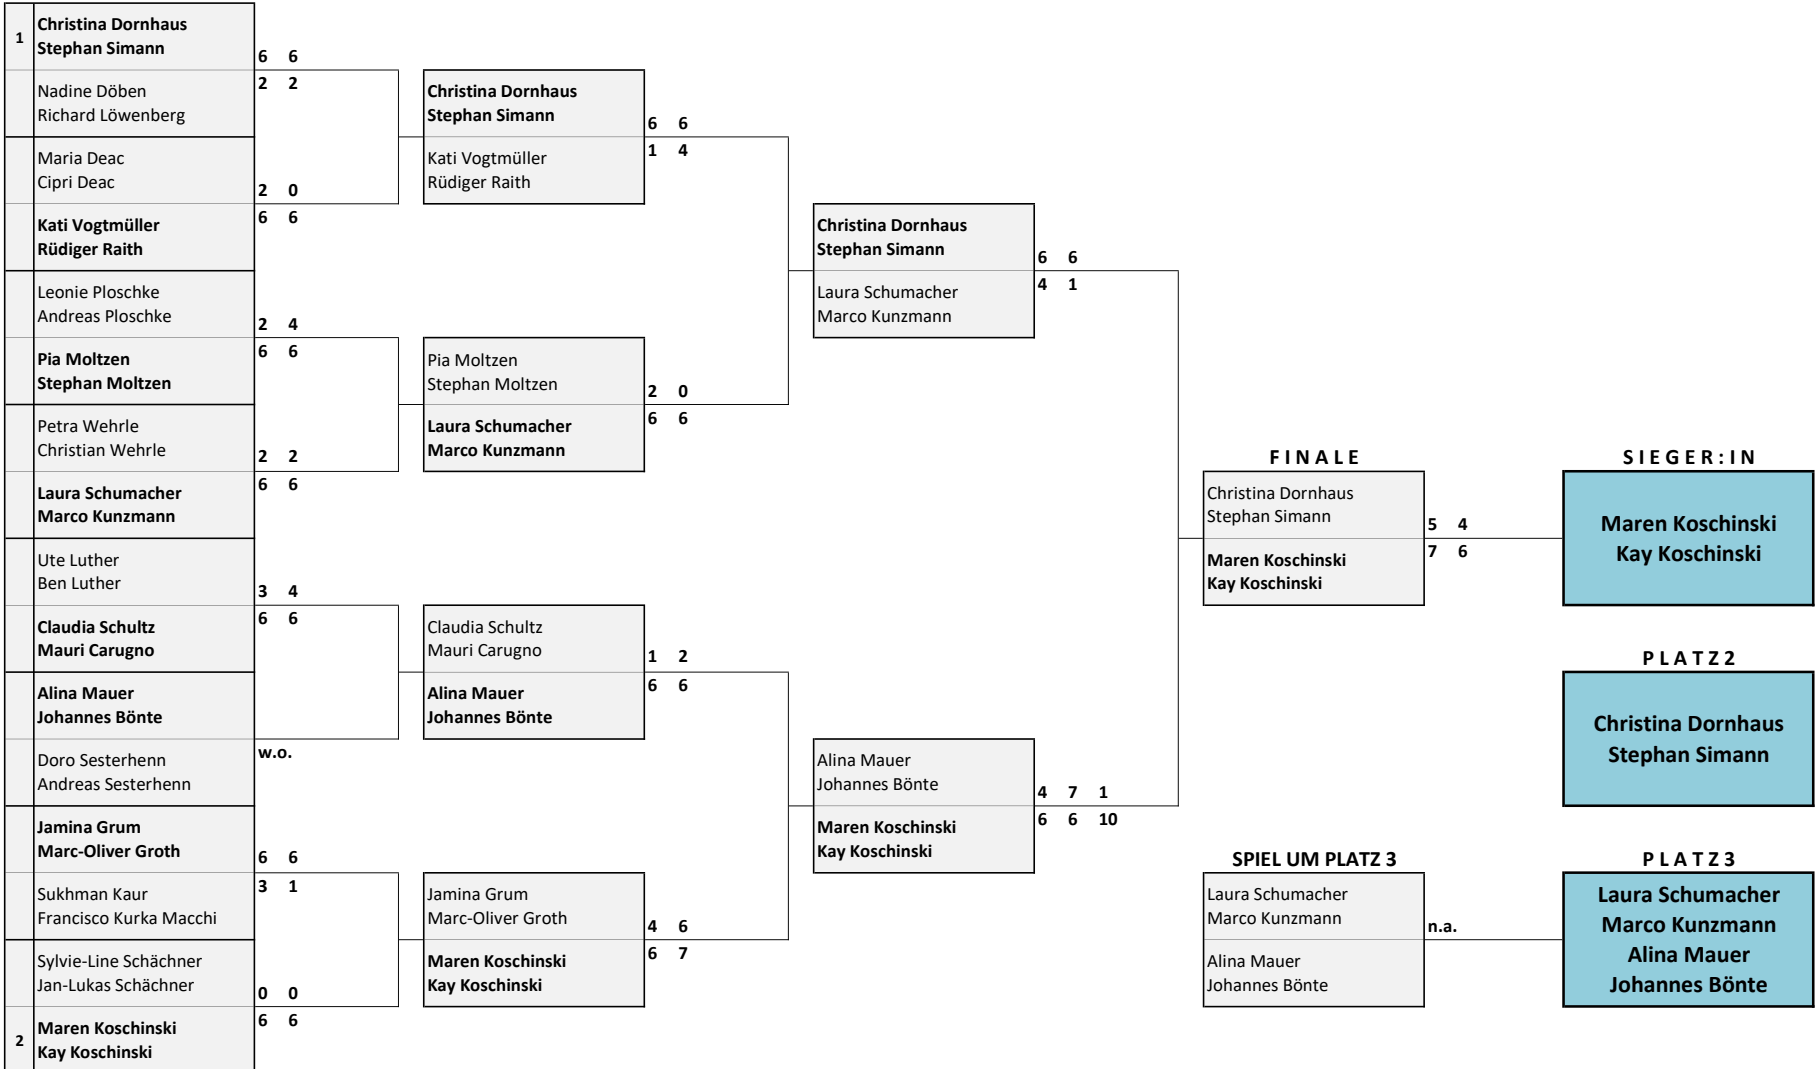 1
Christina Dornhaus
Stephan Simann
6 6
2 2
Nadine Döben
Richard Löwenberg
Maria Deac
Cipri Deac
2 0
6 6
Kati Vogtmüller
Rüdiger Raith
Leonie Ploschke
Andreas Ploschke
2 4
6 6
Pia Moltzen
Stephan Moltzen
Petra Wehrle
Christian Wehrle
2 2
6 6
Laura Schumacher
Marco Kunzmann
Ute Luther
Ben Luther
3 4
6 6
Claudia Schultz
Mauri Carugno
Alina Mauer
Johannes Bönte
w.o.
Doro Sesterhenn
Andreas Sesterhenn
Jamina Grum
Marc-Oliver Groth
6 6
3 1
Sukhman Kaur
Francisco Kurka Macchi
Sylvie-Line Schächner
Jan-Lukas Schächner
0 0
6 6
2
Maren Koschinski
Kay Koschinski
Christina Dornhaus
Stephan Simann
6 6
1 4
Kati Vogtmüller
Rüdiger Raith
Pia Moltzen
Stephan Moltzen
2 0
6 6
Laura Schumacher
Marco Kunzmann
Claudia Schultz
Mauri Carugno
1 2
6 6
Alina Mauer
Johannes Bönte
Jamina Grum
Marc-Oliver Groth
4 6
6 7
Maren Koschinski
Kay Koschinski
Christina Dornhaus
Stephan Simann
6 6
4 1
Laura Schumacher
Marco Kunzmann
Alina Mauer
Johannes Bönte
4 7 1
6 6 10
Maren Koschinski
Kay Koschinski
F I N A L E
Christina Dornhaus
Stephan Simann
5 4
7 6
Maren Koschinski
Kay Koschinski
SPIEL UM PLATZ 3
Laura Schumacher
Marco Kunzmann
n.a.
Alina Mauer
Johannes Bönte
S I E G E R : I N
Maren Koschinski
Kay Koschinski
P L A T Z 2
Christina Dornhaus
Stephan Simann
P L A T Z 3
Laura Schumacher
Marco Kunzmann
Alina Mauer
Johannes Bönte